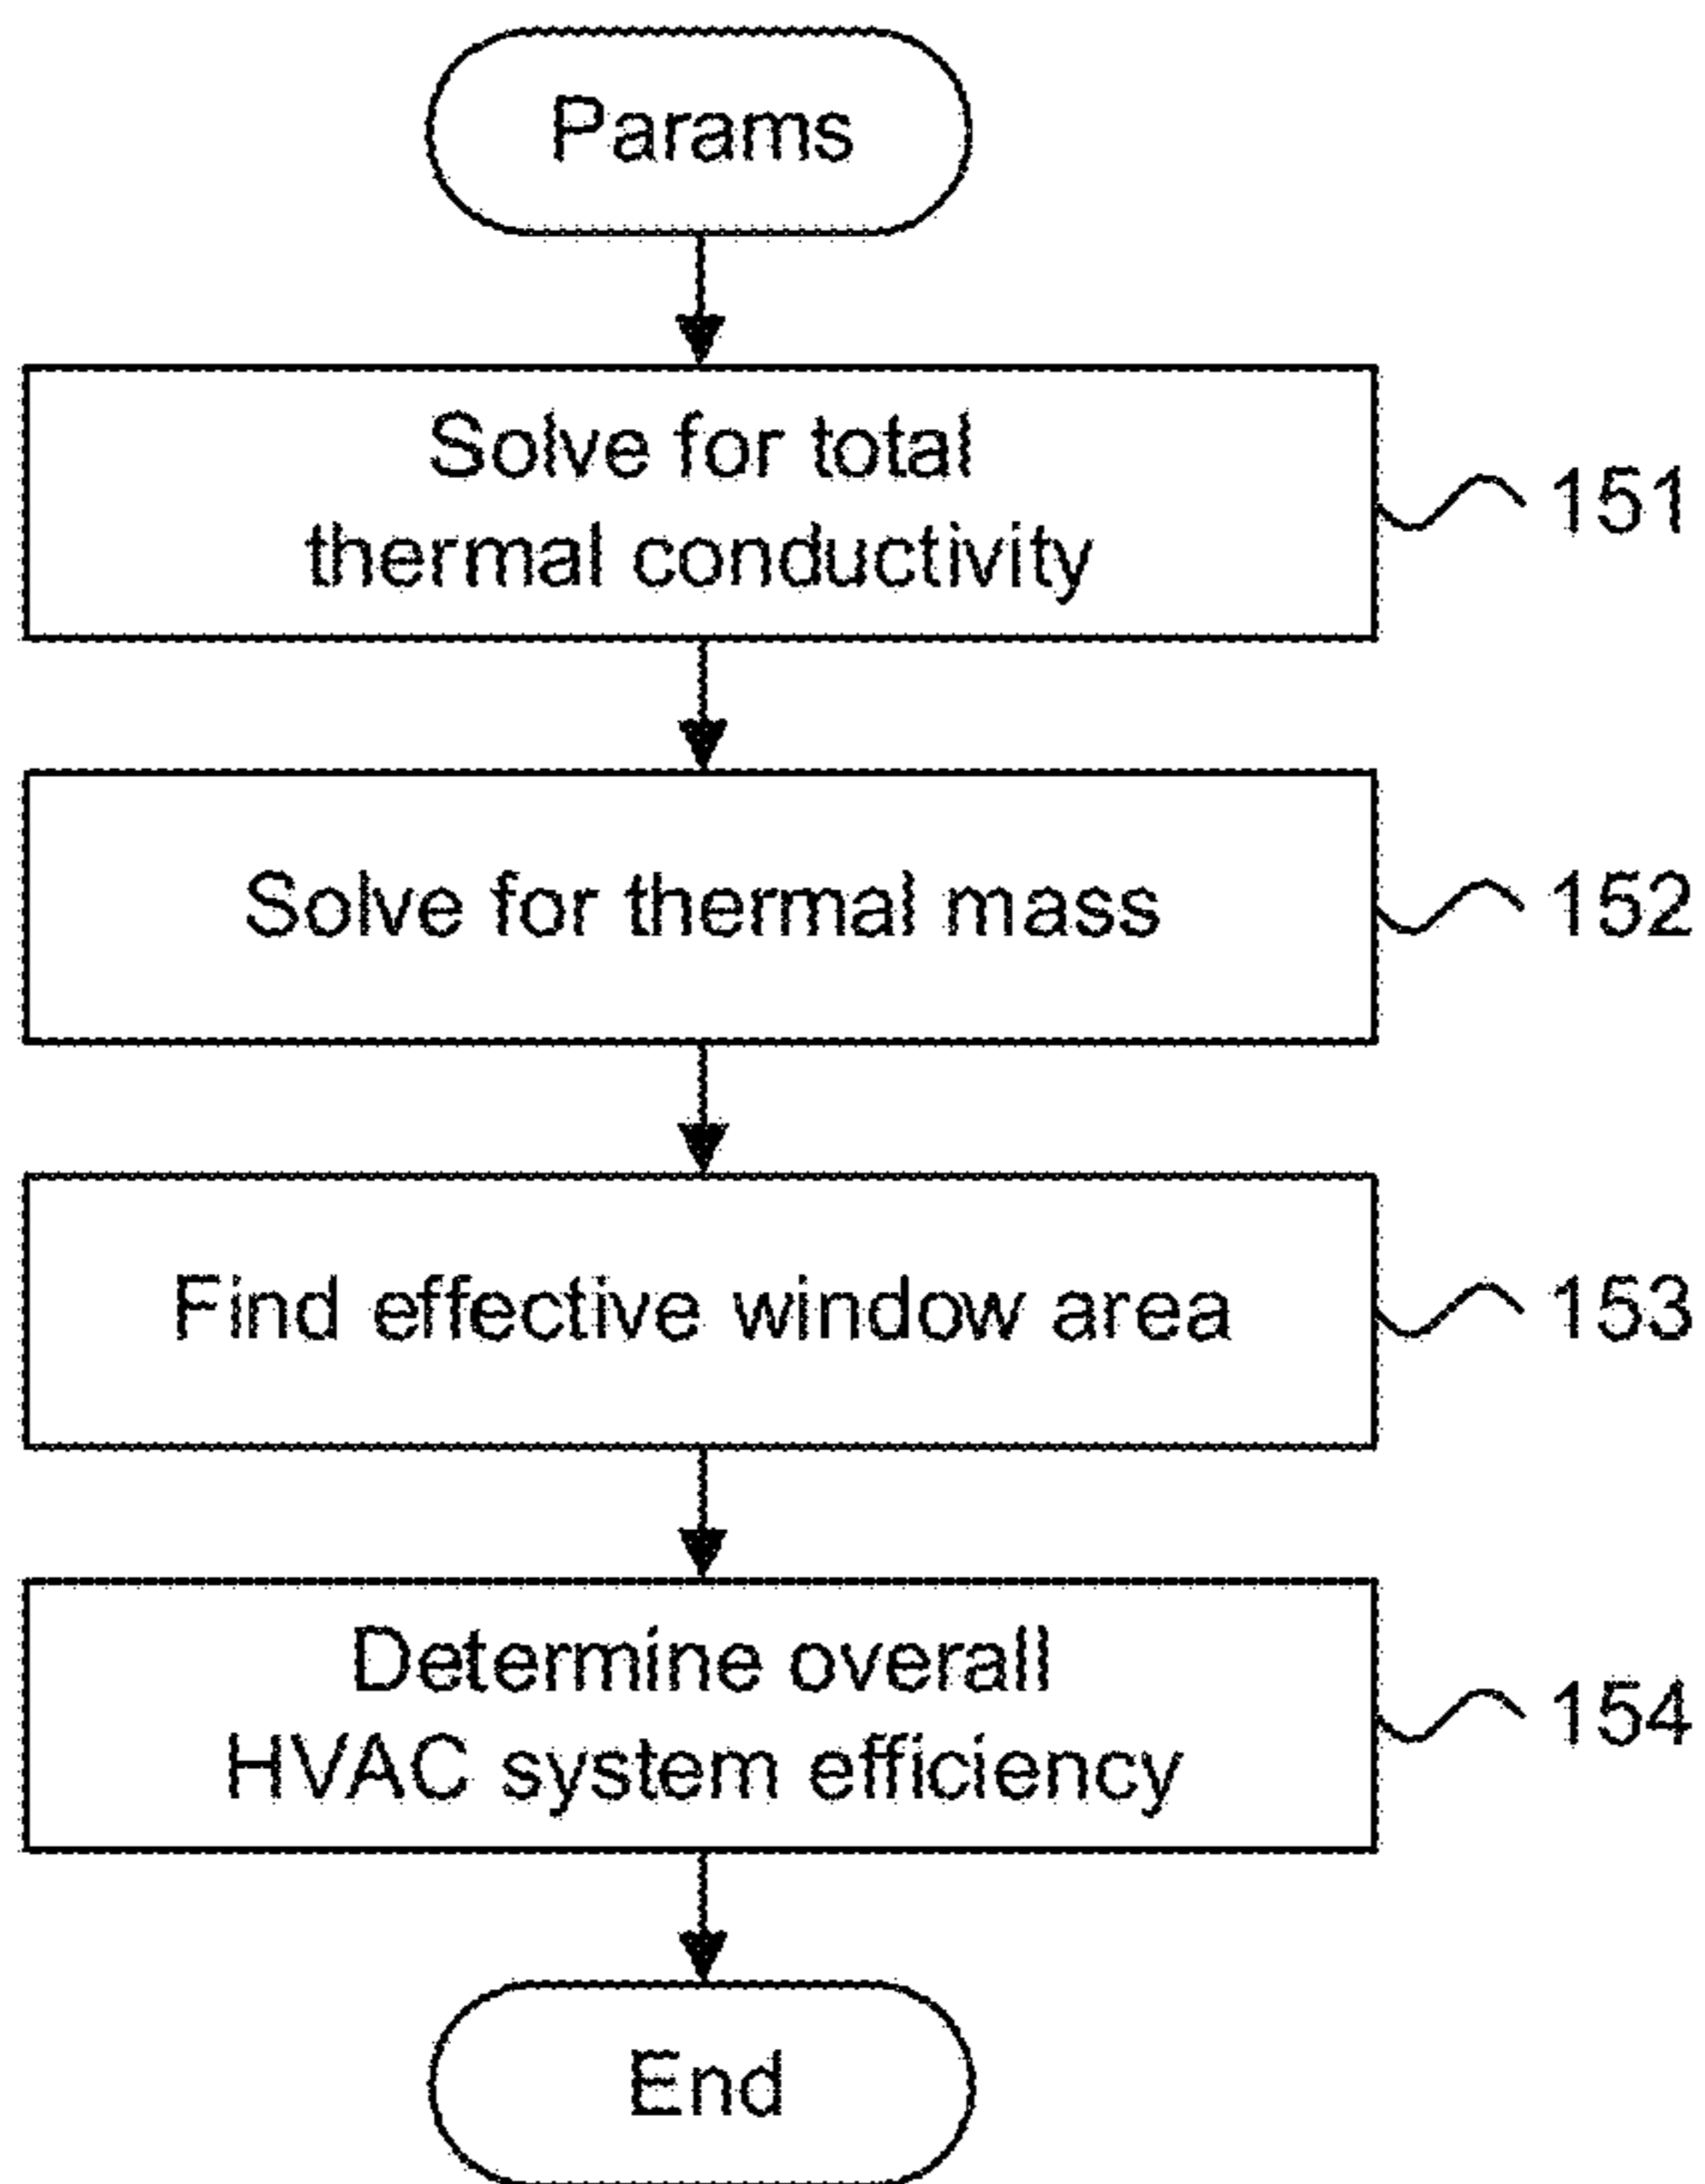 Params
Solve for total
thermal conductivity
151
Solve for thermal mass
152
Find effective window area
153
Determine overall
HVAC system efficiency
154
End